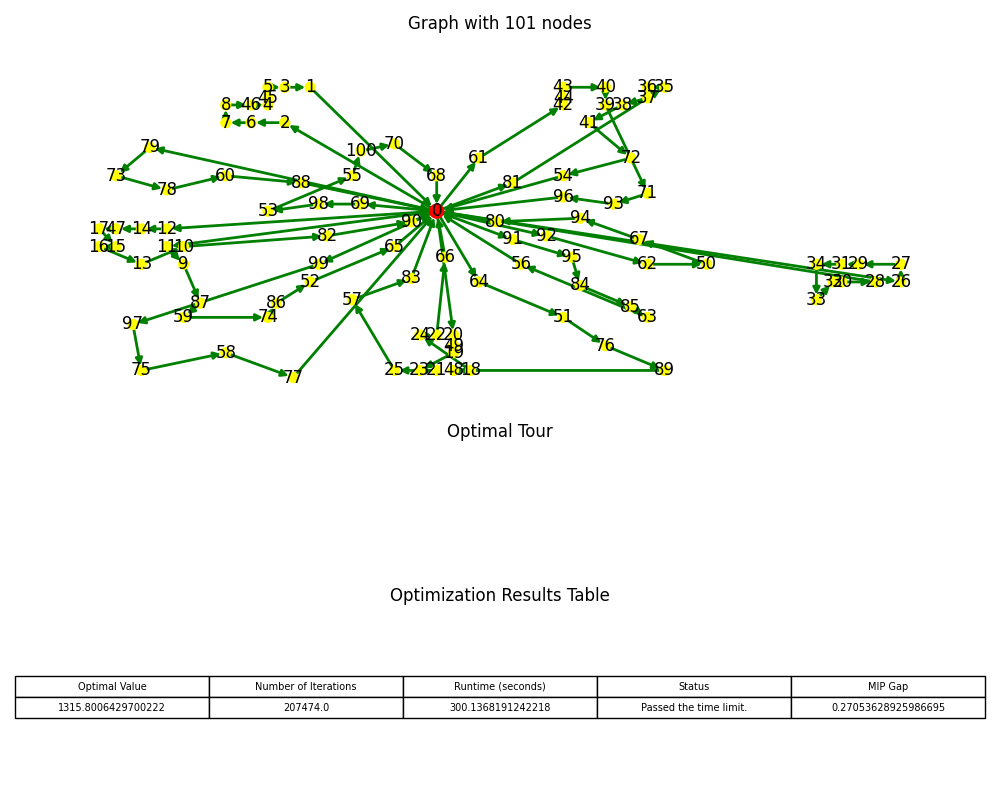 Graph with 101 nodes
5 3 1 43 40 36 35
45 44 37
8 46 4 42 39 38
7 6 2 41
79 100 70 61 72
73 78 60 88 55 68 81 54 71
53 98 69 0 96 93
17 47 14 12 90 80 94
16 15 11 10 82 65 91 92 67
13 9 99 83 66 56 95 62 50 34 31 29 27
87 86 52 57 64 84 30 28 26
97 59 74 51 85 63 33
24 22 20
58 49 19 76
75 77 25 23 21 48 18 89
Optimal Tour
Optimization Results Table
Optimal Value Number of Iterations Runtime (seconds) Status MIP Gap
1315.8006429700222 207474.0 300.1368191242218 Passed the time limit. 0.27053628925986695